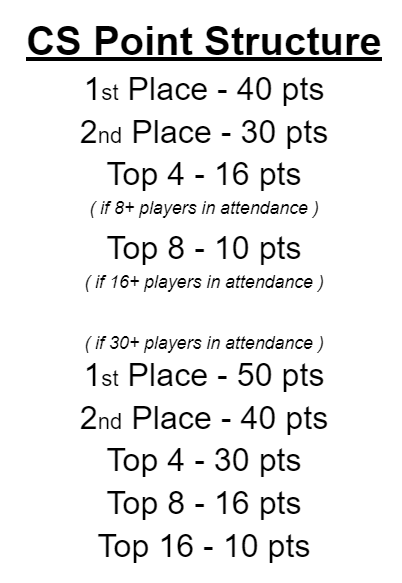 CS Point Structure
1st Place - 40 pts
2nd Place - 30 pts
Top 4 - 16 pts
( if 8+ players in attendance )
Top 8 - 10 pts
( if 16+ players in attendance )
( if 30+ players in attendance )
1st Place - 50 pts
2nd Place - 40 pts
Top 4 - 30 pts
Top 8 - 16 pts
Top 16 - 10 pts